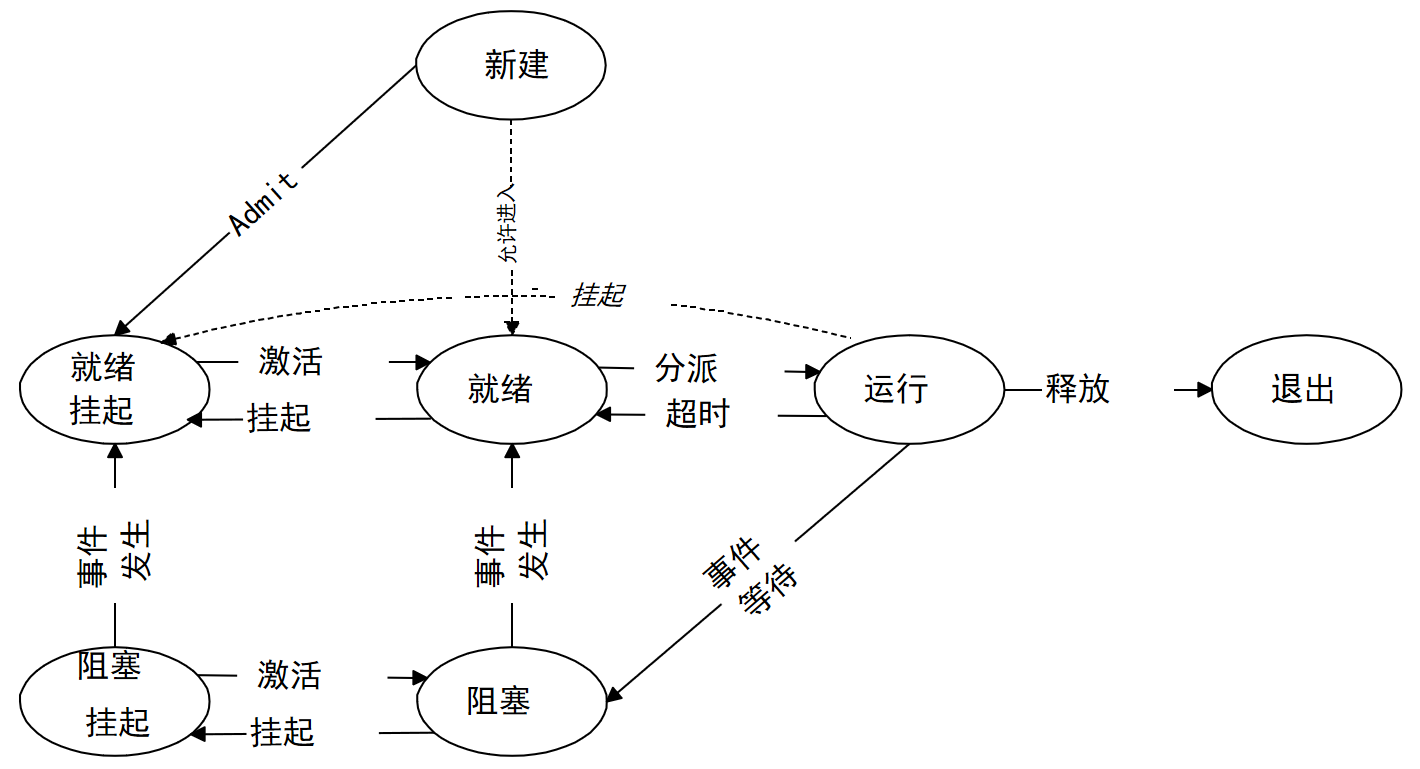 新建
Admit
允许进入
挂起
就绪
挂起
激活
挂起
就绪
分派
超时
运行
释放
退出
事件
发生
事件
发生
事件
等待
阻塞
挂起
激活
挂起
阻塞